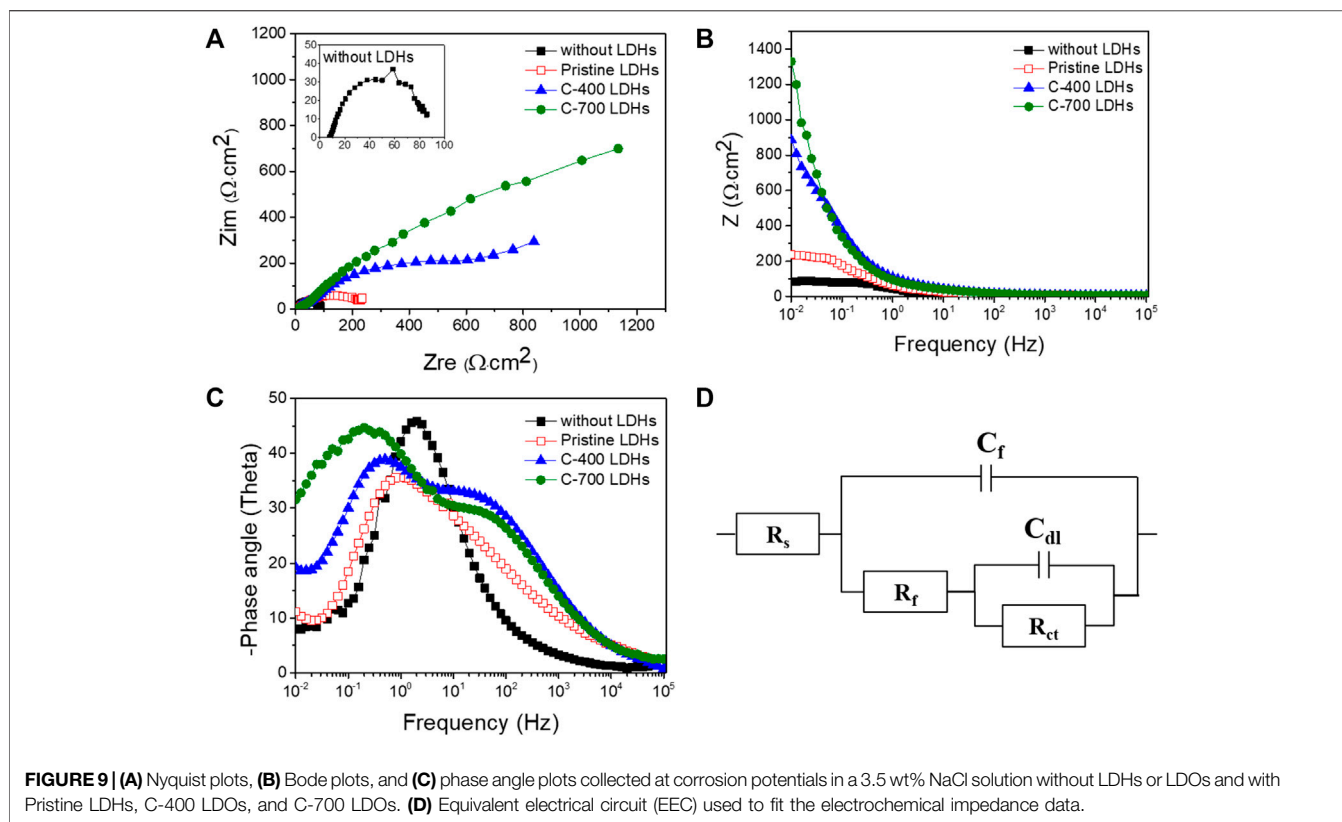 A
1200
1000
800
600
400
200
0
0
200
400
600
800
1000
1200
Zim (Ω·cm2)
Zre (Ω·cm2)
without LDHs
50
40
30
20
10
0
0
20
40
60
80
100
without LDHs
Pristine LDHs
C-400 LDHs
C-700 LDHs
B
1400
1200
1000
800
600
400
200
0
Z (Ω·cm2)
10-2 10-1 100 101 102 103 104 105
Frequency (Hz)
without LDHs
Pristine LDHs
C-400 LDHs
C-700 LDHs
C
50
40
30
20
10
0
-Phase angle (Theta)
10-2 10-1 100 101 102 103 104 105
Frequency (Hz)
without LDHs
Pristine LDHs
C-400 LDHs
C-700 LDHs
D
Cf
Rs
Cdl
Rf
Rct
FIGURE 9 | (A) Nyquist plots, (B) Bode plots, and (C) phase angle plots collected at corrosion potentials in a 3.5 wt% NaCl solution without LDHs or LDOs and with
Pristine LDHs, C-400 LDOs, and C-700 LDOs. (D) Equivalent electrical circuit (EEC) used to fit the electrochemical impedance data.